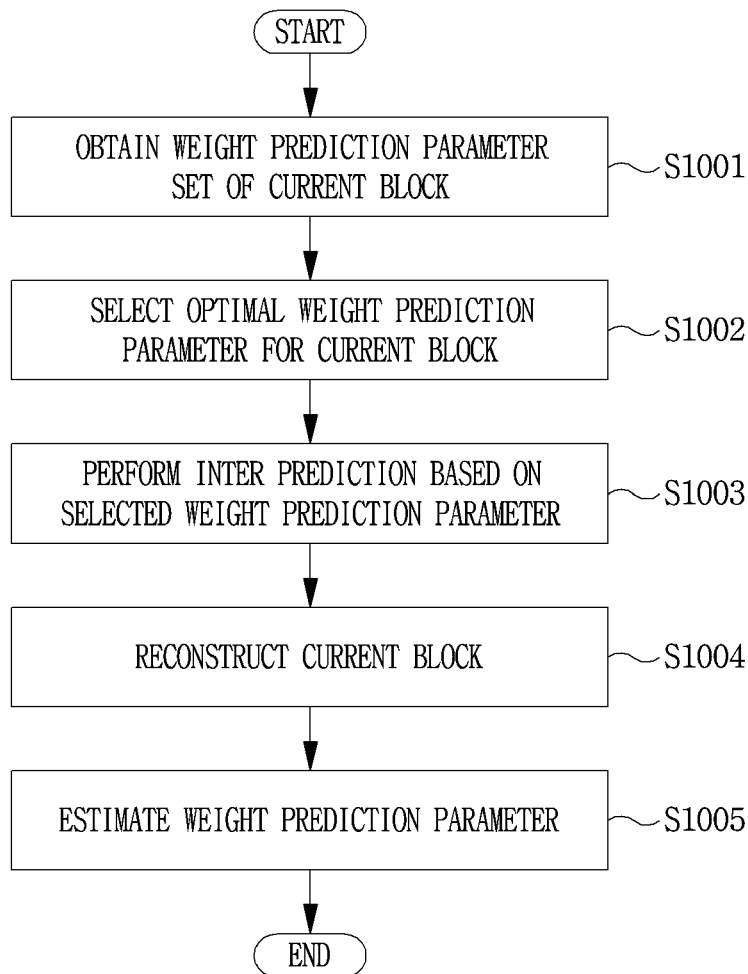 START
OBTAIN WEIGHT PREDICTION PARAMETER
SET OF CURRENT BLOCK
S1001
SELECT OPTIMAL WEIGHT PREDICTION
PARAMETER FOR CURRENT BLOCK
S1002
PERFORM INTER PREDICTION BASED ON
SELECTED WEIGHT PREDICTION PARAMETER
S1003
RECONSTRUCT CURRENT BLOCK
S1004
ESTIMATE WEIGHT PREDICTION PARAMETER
S1005
END